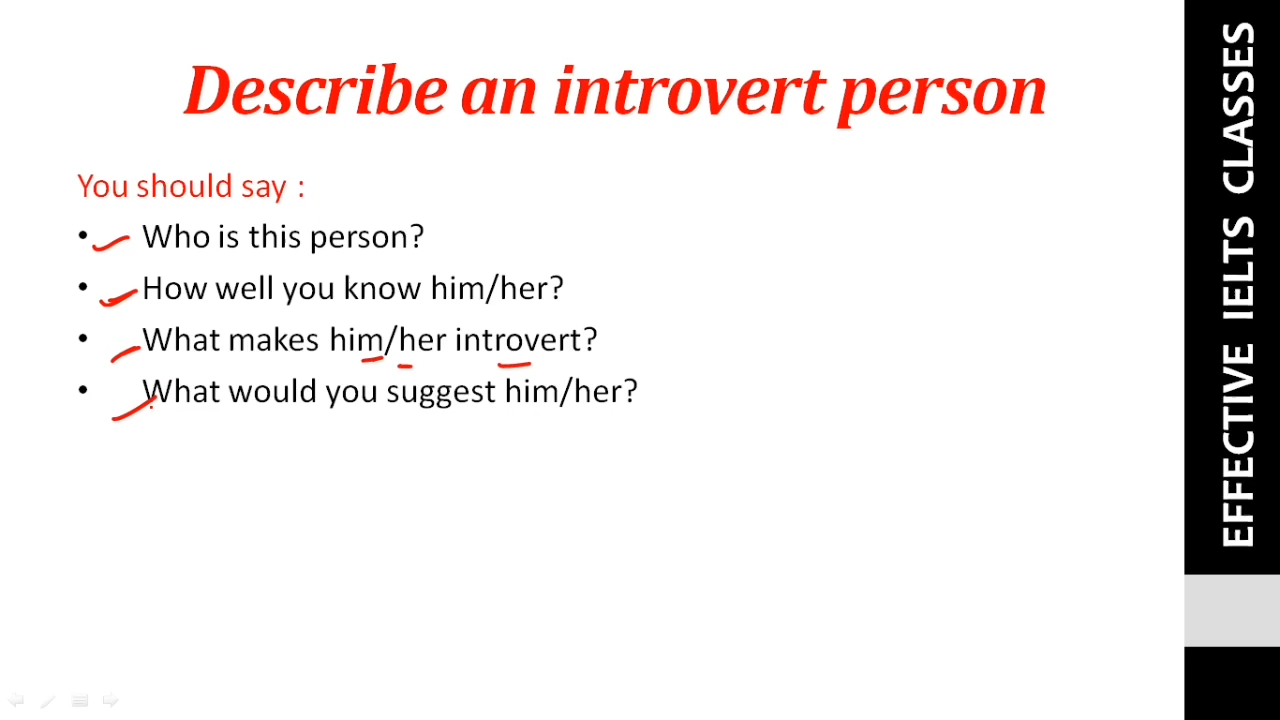 Describe an introvert person
You should say :
• Who is this person?
• How well you know him/her?
• What makes him/her introvert?
• What would you suggest him/her?
EFFECTIVE IELTS CLASSES